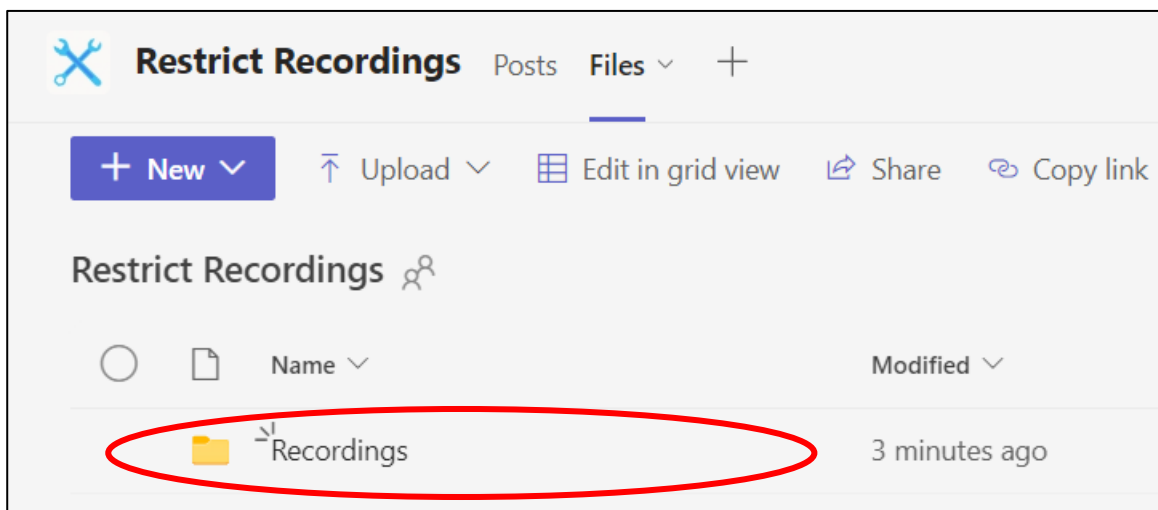 Restrict Recordings Posts Files +
+ New Upload Edit in grid view Share Copy link
Restrict Recordings
Name Modified
Recordings 3 minutes ago